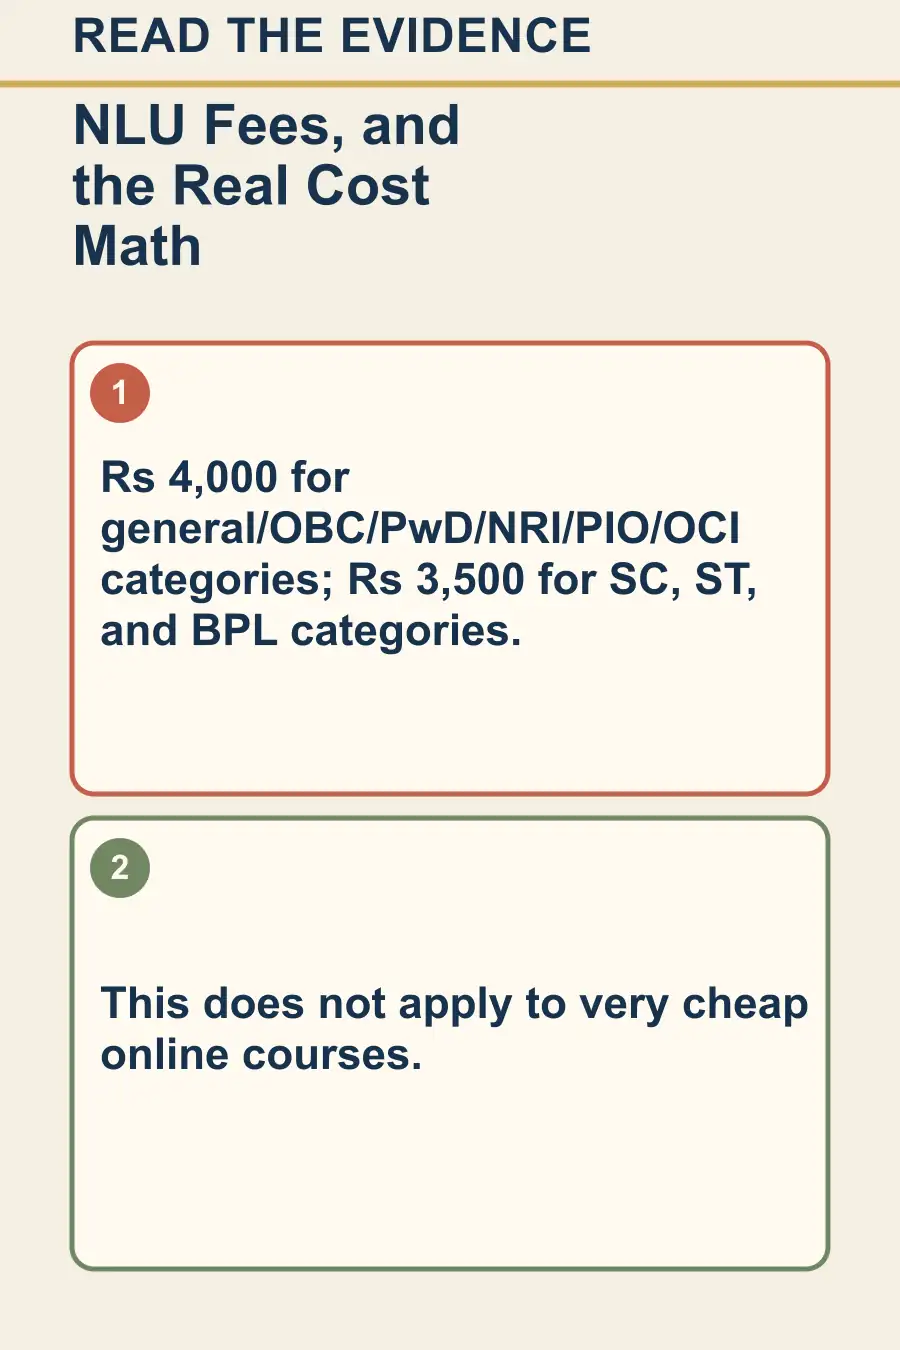 READ THE EVIDENCE
NLU Fees, and
the Real Cost
Math
1
Rs 4,000 for
general/OBC/PwD/NRI/PIO/OCI
categories; Rs 3,500 for SC, ST,
and BPL categories.
2
This does not apply to very cheap
online courses.